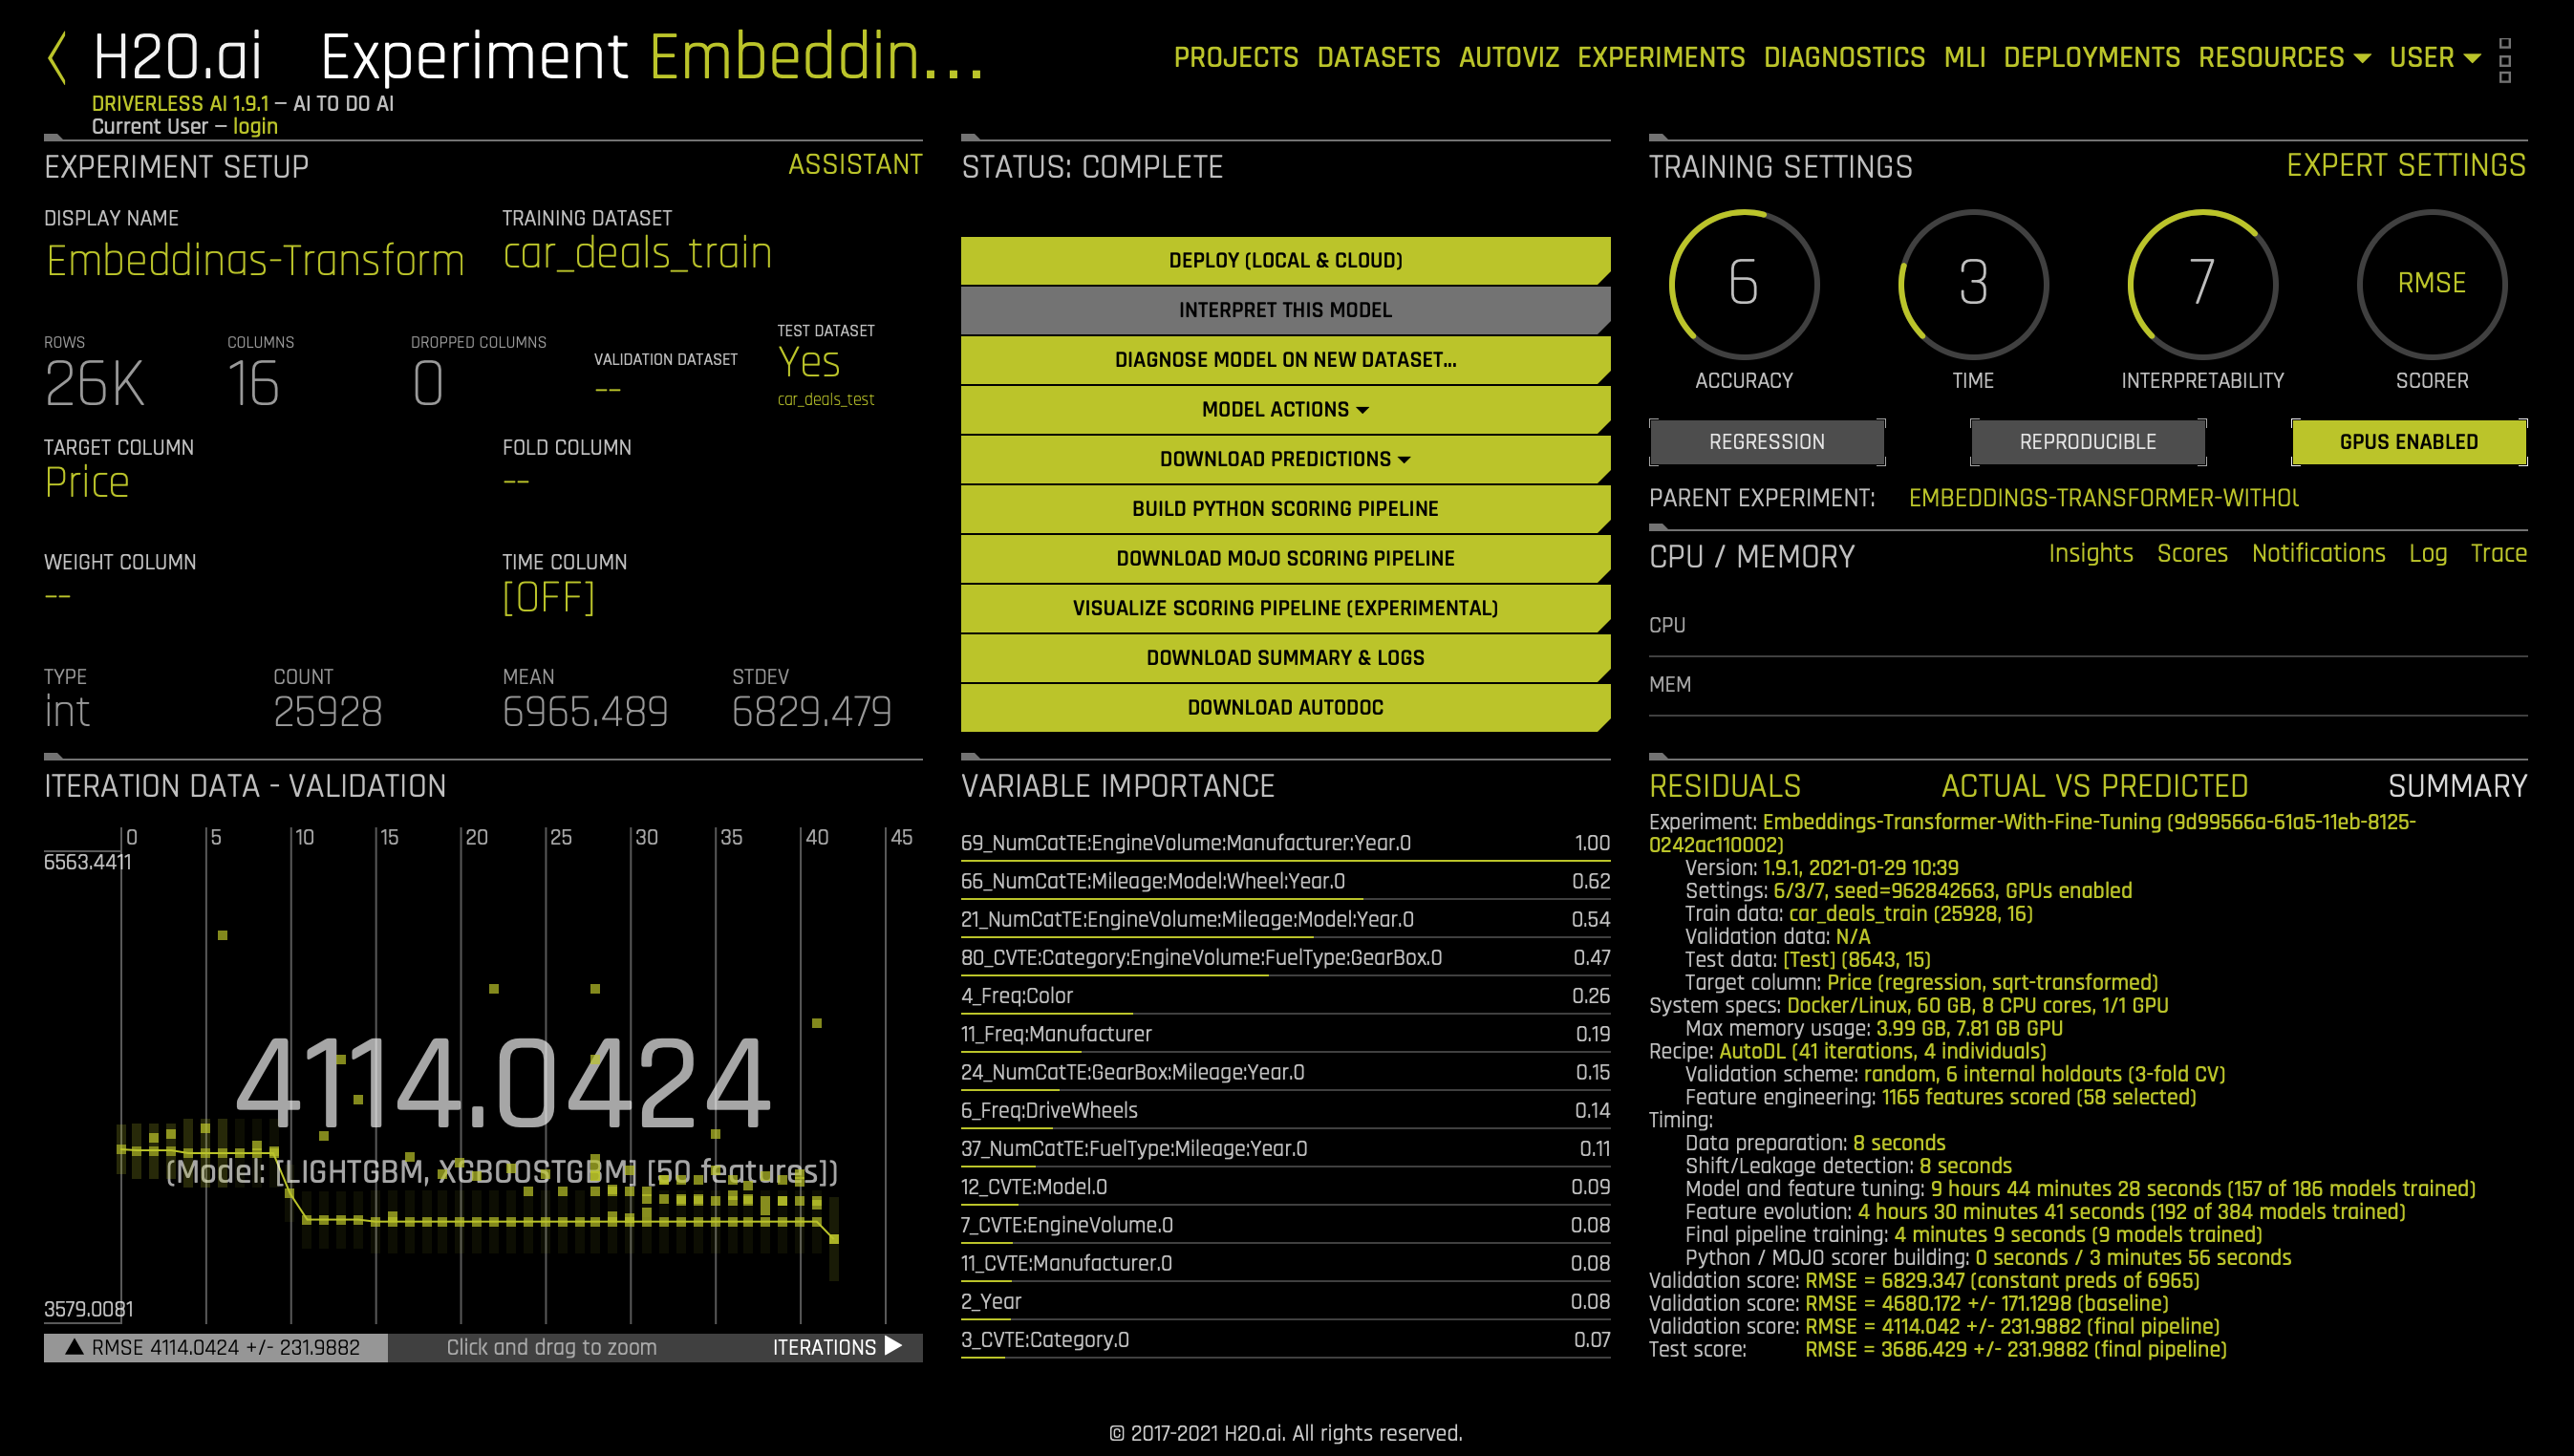 H2O.ai Experiment Embeddin...
DRIVERLESS AI 1.9.1 – AI TO DO AI
Current User – login
PROJECTS DATASETS AUTOVIZ EXPERIMENTS DIAGNOSTICS MLI DEPLOYMENTS RESOURCES USER
EXPERIMENT SETUP
ASSISTANT
DISPLAY NAME
Embeddings-Transform
TRAINING DATASET
car_deals_train
ROWS
26K
COLUMNS
16
DROPPED COLUMNS
0
VALIDATION DATASET
--
TEST DATASET
Yes
car_deals_test
TARGET COLUMN
Price
FOLD COLUMN
--
WEIGHT COLUMN
--
TIME COLUMN
[OFF]
TYPE
int
COUNT
25928
MEAN
6965.489
STDEV
6829.479
STATUS: COMPLETE
DEPLOY (LOCAL & CLOUD)
INTERPRET THIS MODEL
DIAGNOSE MODEL ON NEW DATASET...
MODEL ACTIONS
DOWNLOAD PREDICTIONS
BUILD PYTHON SCORING PIPELINE
DOWNLOAD MOJO SCORING PIPELINE
VISUALIZE SCORING PIPELINE (EXPERIMENTAL)
DOWNLOAD SUMMARY & LOGS
DOWNLOAD AUTODOC
TRAINING SETTINGS
EXPERT SETTINGS
6
ACCURACY
3
TIME
7
INTERPRETABILITY
RMSE
SCORER
REGRESSION
REPRODUCIBLE
GPUS ENABLED
PARENT EXPERIMENT: EMBEDDINGS-TRANSFORMER-WITHOU
CPU / MEMORY
Insights Scores Notifications Log Trace
CPU
MEM
ITERATION DATA - VALIDATION
0 5 10 15 20 25 30 35 40 45
6563.4411
4114.0424
(Model: [LIGHTGBM, XGBOOSTGBM] [50 features])
3579.0081
RMSE 4114.0424 +/- 231.9882
Click and drag to zoom
ITERATIONS
VARIABLE IMPORTANCE
69_NumCatTE:EngineVolume:Manufacturer:Year.0 1.00
66_NumCatTE:Mileage:Model:Wheel:Year.0 0.62
21_NumCatTE:EngineVolume:Mileage:Model:Year.0 0.54
80_CVTE:Category:EngineVolume:FuelType:GearBox.0 0.47
4_Freq:Color 0.26
11_Freq:Manufacturer 0.19
24_NumCatTE:GearBox:Mileage:Year.0 0.15
6_Freq:DriveWheels 0.14
37_NumCatTE:FuelType:Mileage:Year.0 0.11
12_CVTE:Model.0 0.09
7_CVTE:EngineVolume.0 0.08
11_CVTE:Manufacturer.0 0.08
2_Year 0.08
3_CVTE:Category.0 0.07
RESIDUALS
ACTUAL VS PREDICTED
SUMMARY
Experiment: Embeddings-Transformer-With-Fine-Tuning (9d99566a-61a5-11eb-8125-
0242ac110002)
Version: 1.9.1, 2021-01-29 10:39
Settings: 6/3/7, seed=962842663, GPUs enabled
Train data: car_deals_train (25928, 16)
Validation data: N/A
Test data: [Test] (8643, 15)
Target column: Price (regression, sqrt-transformed)
System specs: Docker/Linux, 60 GB, 8 CPU cores, 1/1 GPU
Max memory usage: 3.99 GB, 7.81 GB GPU
Recipe: AutoDL (41 iterations, 4 individuals)
Validation scheme: random, 6 internal holdouts (3-fold CV)
Feature engineering: 1165 features scored (58 selected)
Timing:
Data preparation: 8 seconds
Shift/Leakage detection: 8 seconds
Model and feature tuning: 9 hours 44 minutes 28 seconds (157 of 186 models trained)
Feature evolution: 4 hours 30 minutes 41 seconds (192 of 384 models trained)
Final pipeline training: 4 minutes 9 seconds (9 models trained)
Python / MOJO scorer building: 0 seconds / 3 minutes 56 seconds
Validation score: RMSE = 6829.347 (constant preds of 6965)
Validation score: RMSE = 4680.172 +/- 171.1298 (baseline)
Validation score: RMSE = 4114.042 +/- 231.9882 (final pipeline)
Test score: RMSE = 3686.429 +/- 231.9882 (final pipeline)
© 2017-2021 H2O.ai. All rights reserved.